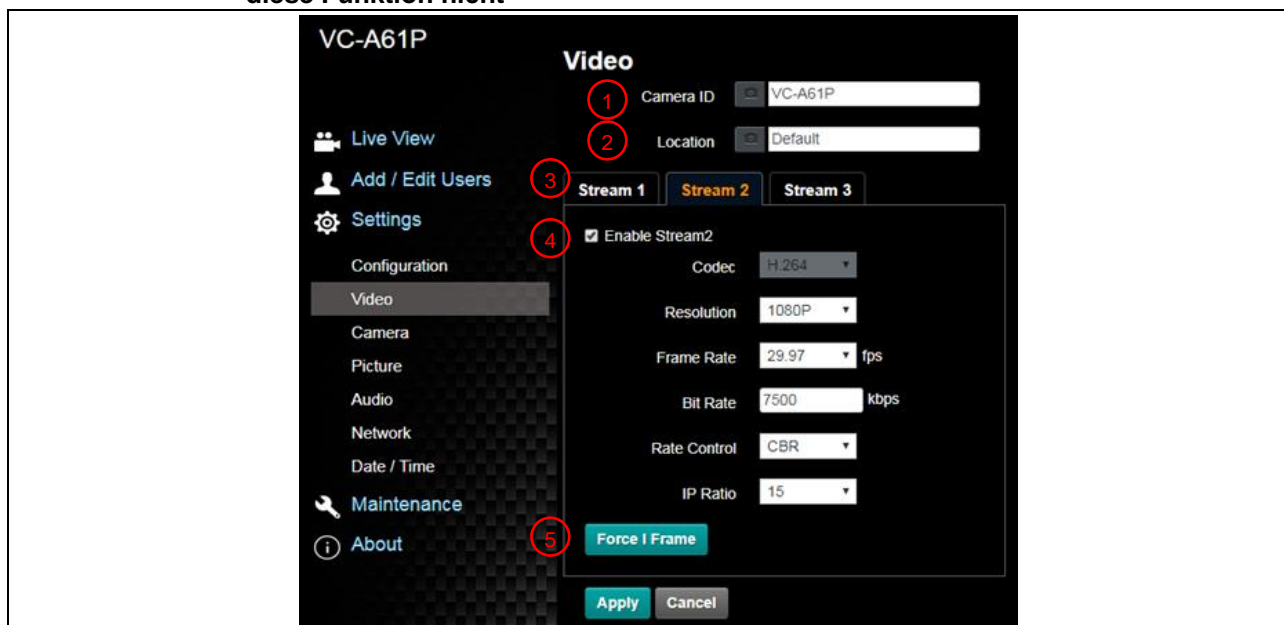 diese Funktion nicht
VC-A61P
Live View
Add / Edit Users
Settings
Configuration
Video
Camera
Picture
Audio
Network
Date / Time
Maintenance
About
Video
1 Camera ID VC-A61P
2 Location Default
3 Stream 1 Stream 2 Stream 3
4 Enable Stream2
Codec H.264
Resolution 1080P
Frame Rate 29.97 fps
Bit Rate 7500 kbps
Rate Control CBR
IP Ratio 15
5 Force I Frame
Apply Cancel